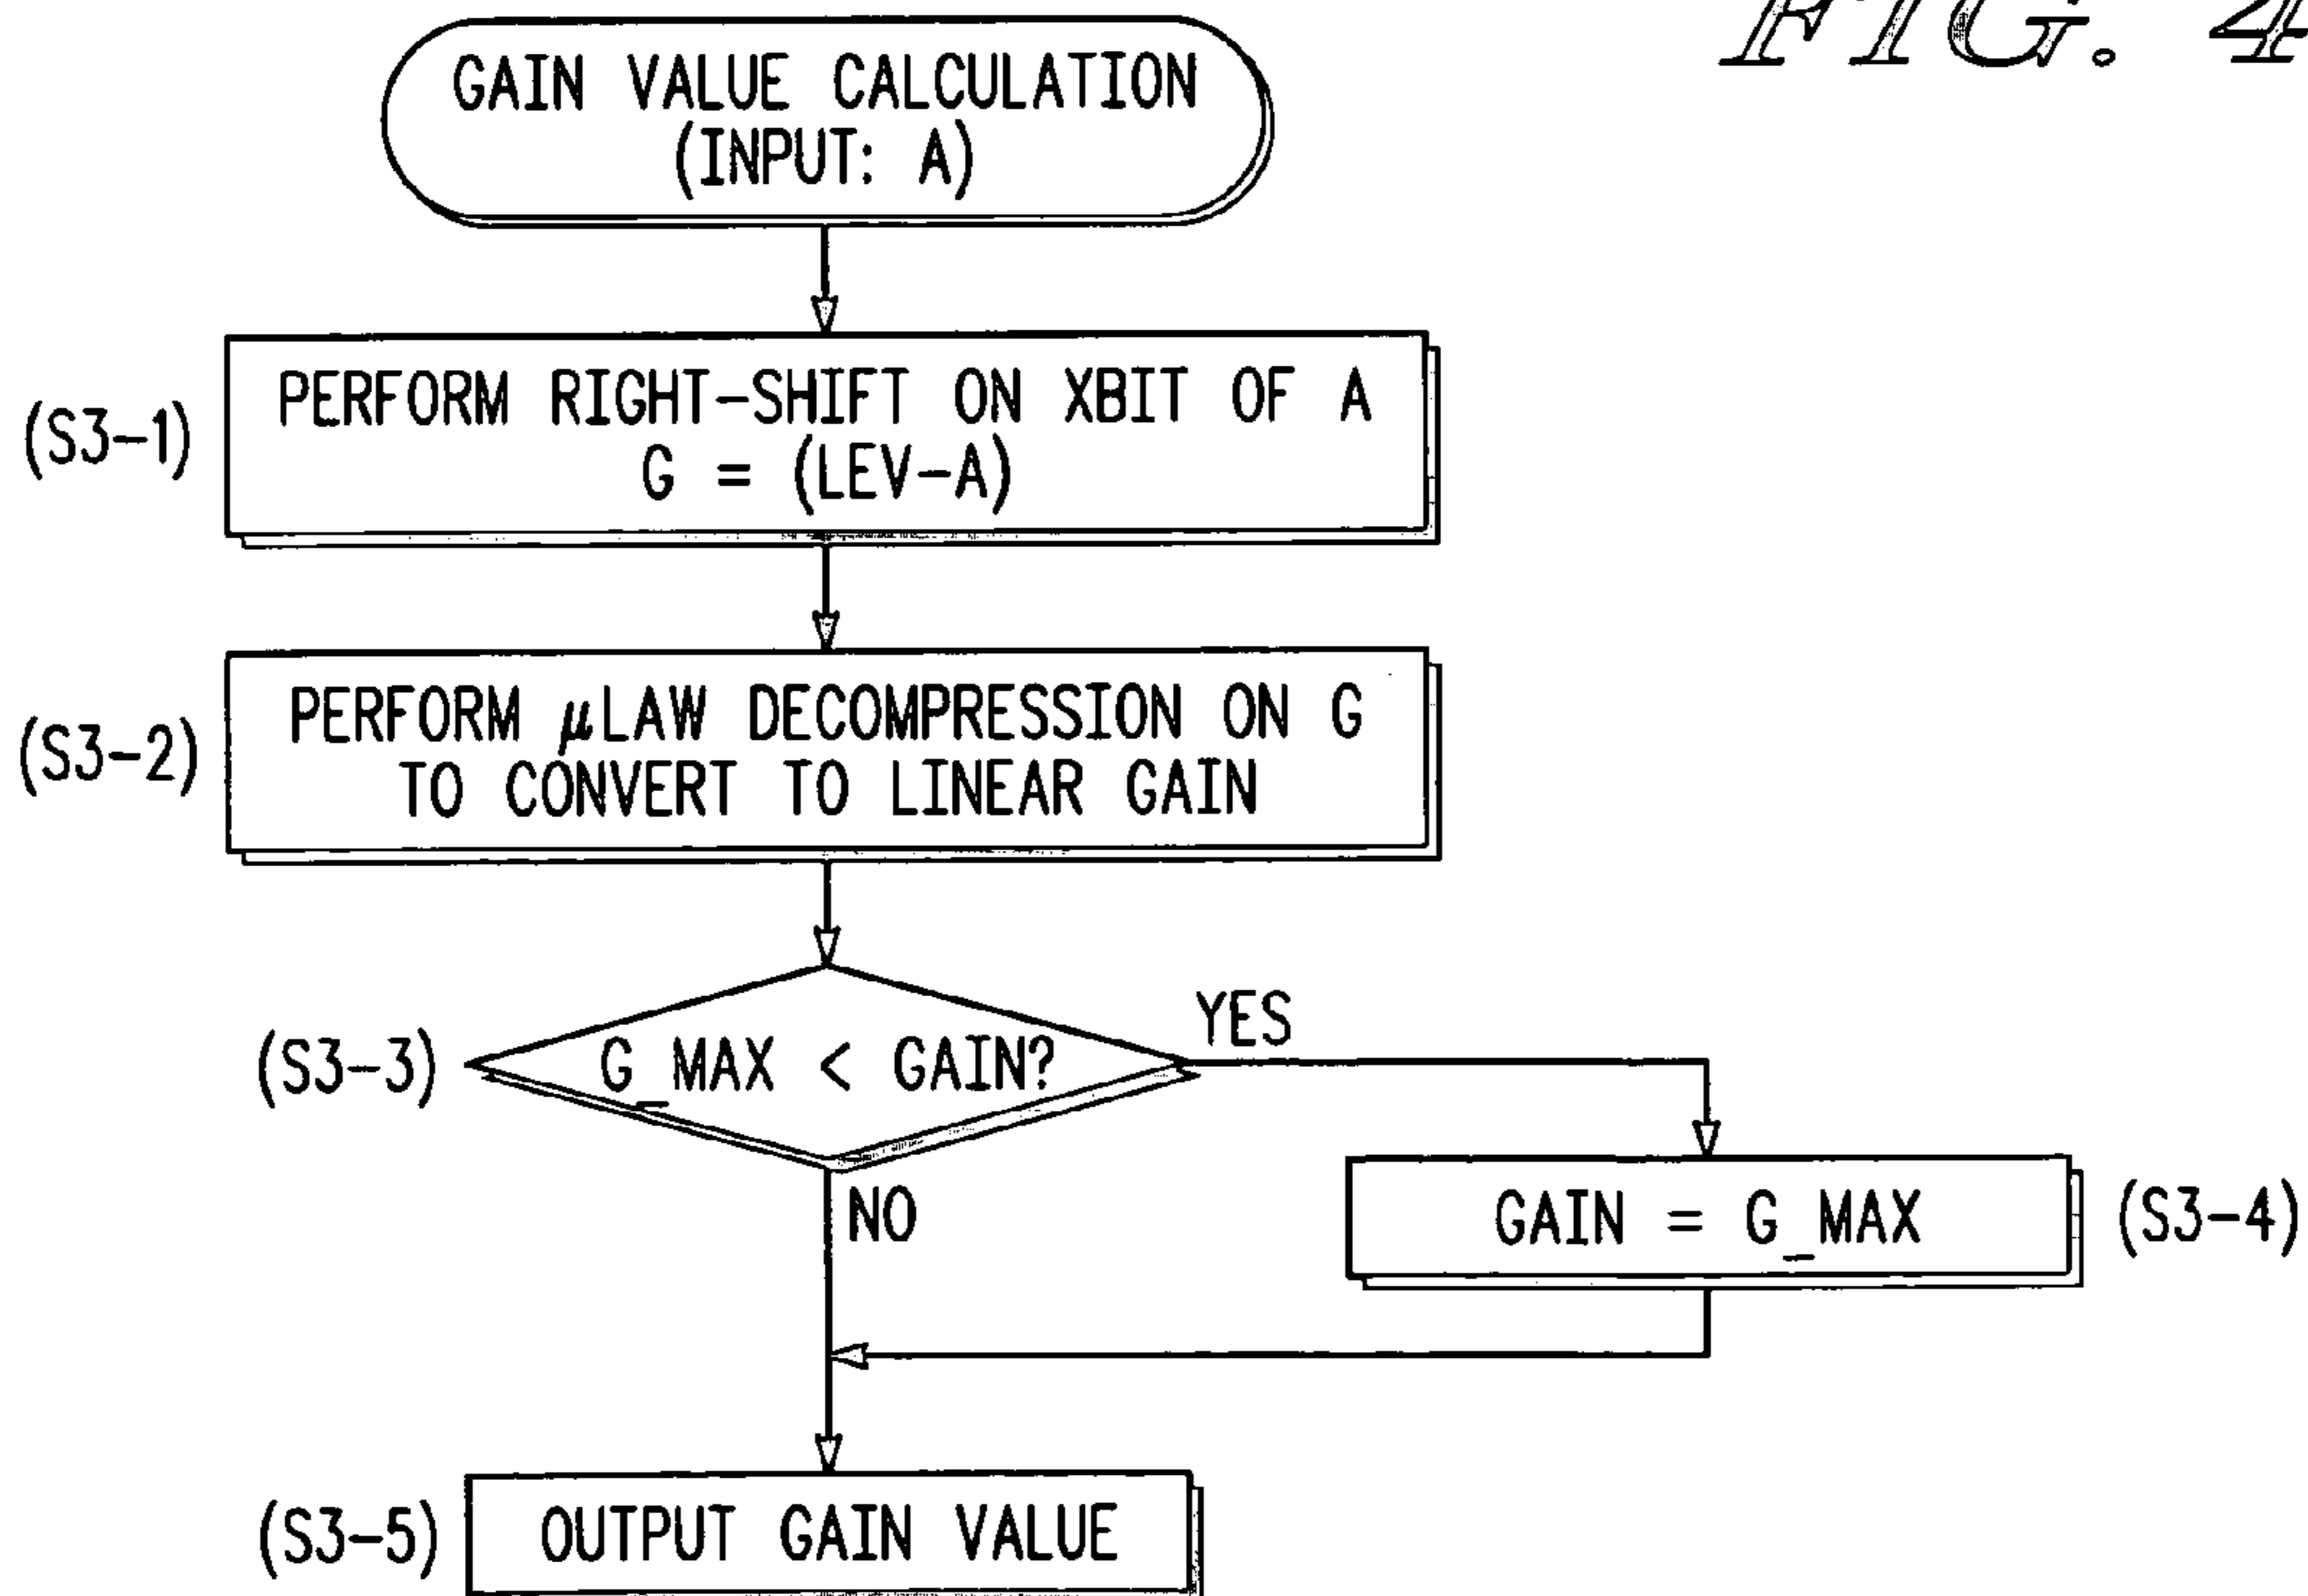 FIG. 4
GAIN VALUE CALCULATION
(INPUT: A)
(S3-1)
PERFORM RIGHT-SHIFT ON XBIT OF A
G = (LEV-A)
(S3-2)
PERFORM μLAW DECOMPRESSION ON G
TO CONVERT TO LINEAR GAIN
(S3-3)
G_MAX < GAIN?
YES
NO
GAIN = G_MAX
(S3-4)
(S3-5)
OUTPUT GAIN VALUE